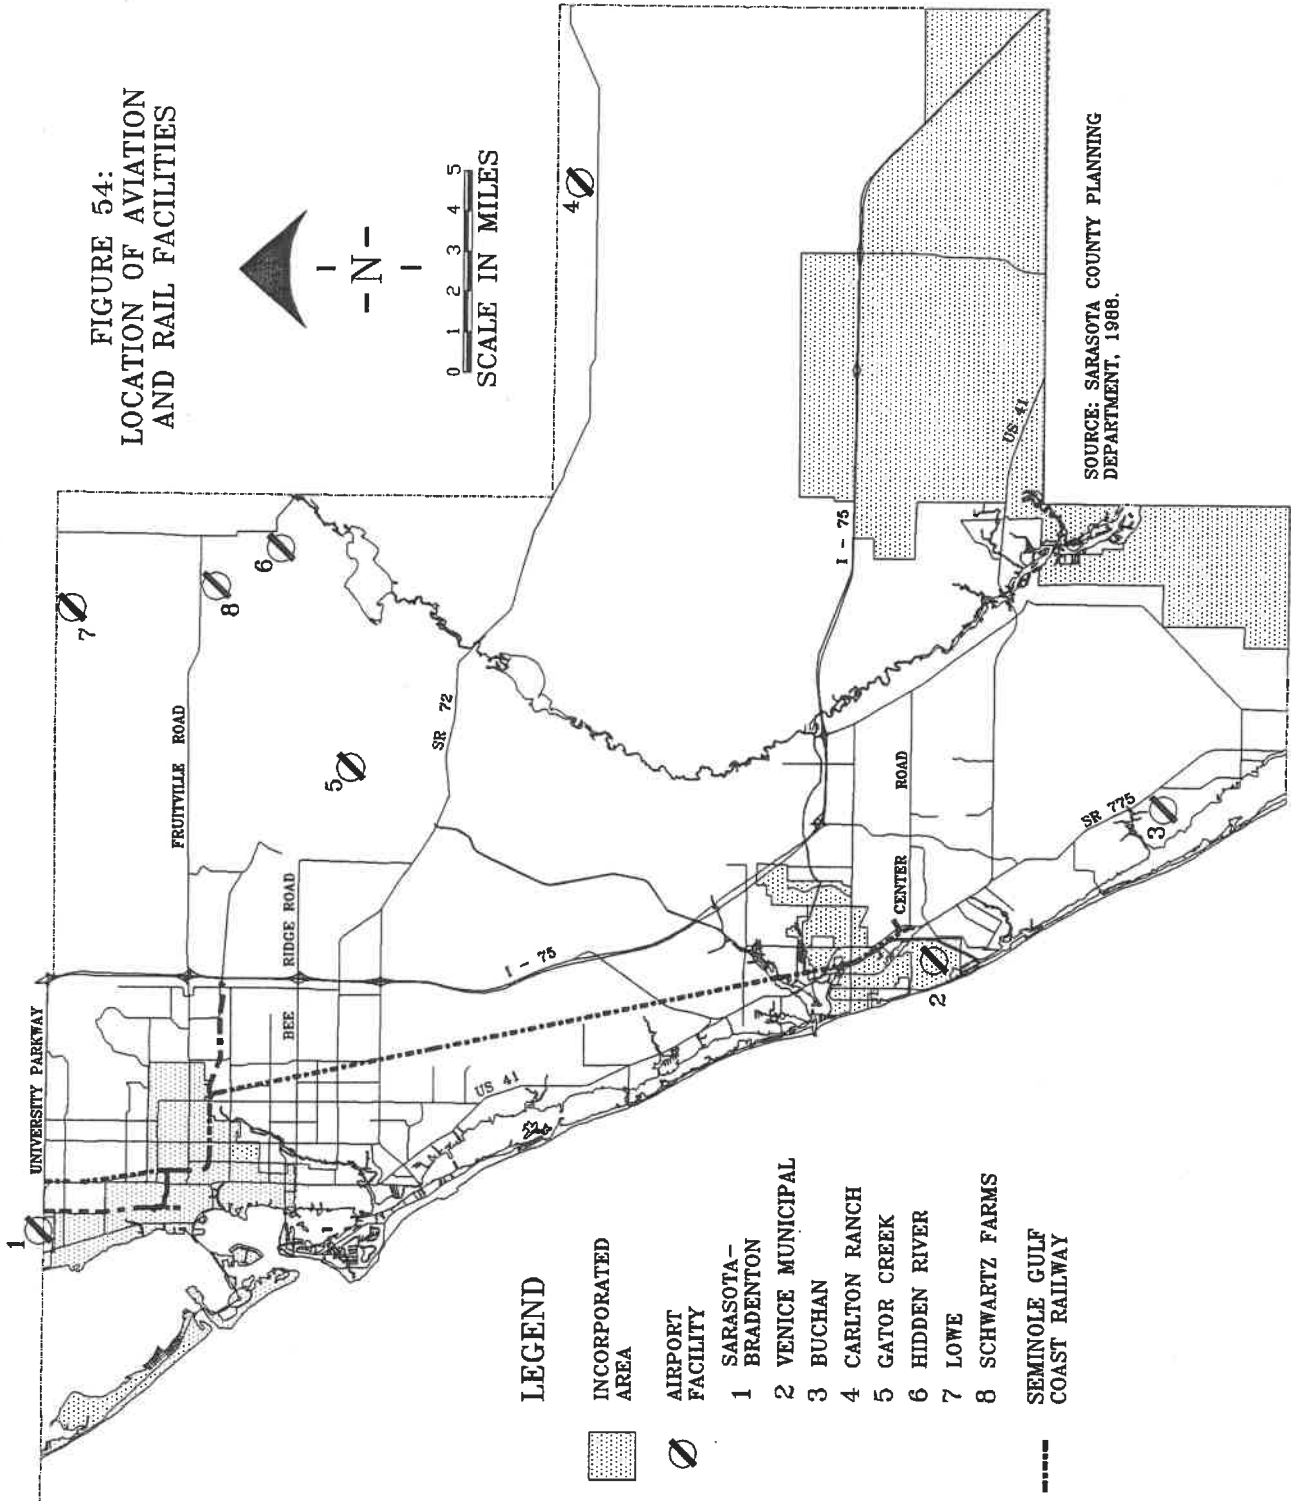 FIGURE 54:
LOCATION OF AVIATION
AND RAIL FACILITIES
-N-
0 1 2 3 4 5
SCALE IN MILES
UNIVERSITY PARKWAY
FRUITVILLE ROAD
BEE RIDGE ROAD
SR 72
I - 75
US 41
I - 75
US 41
CENTER ROAD
SR 775
1
2
3
4
5
6
7
8
LEGEND
INCORPORATED
AREA
AIRPORT
FACILITY
1 SARASOTA-
BRADENTON
2 VENICE MUNICIPAL
3 BUCHAN
4 CARLTON RANCH
5 GATOR CREEK
6 HIDDEN RIVER
7 LOWE
8 SCHWARTZ FARMS
SEMINOLE GULF
COAST RAILWAY
SOURCE: SARASOTA COUNTY PLANNING
DEPARTMENT, 1988.